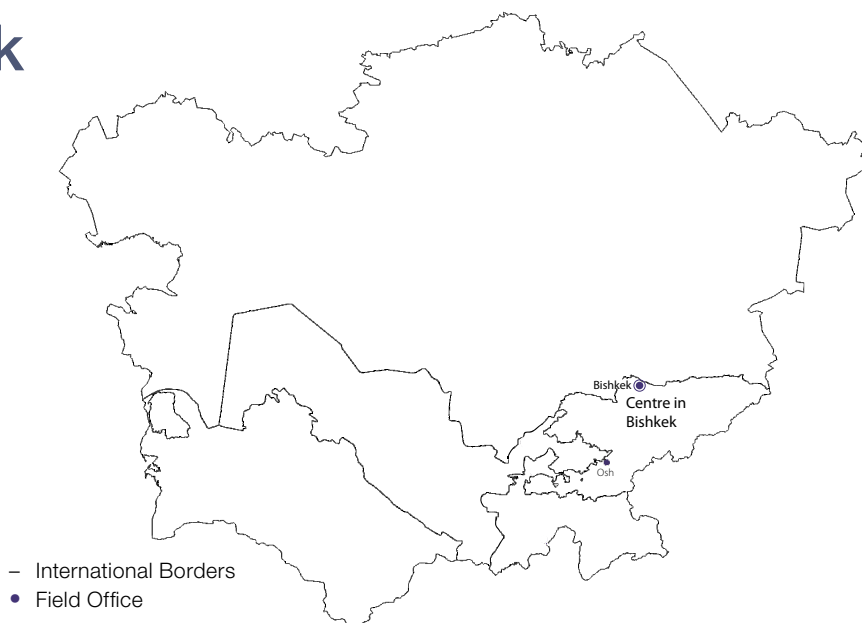 k
Bishkek
Centre in
Bishkek
Osh
– International Borders
• Field Office